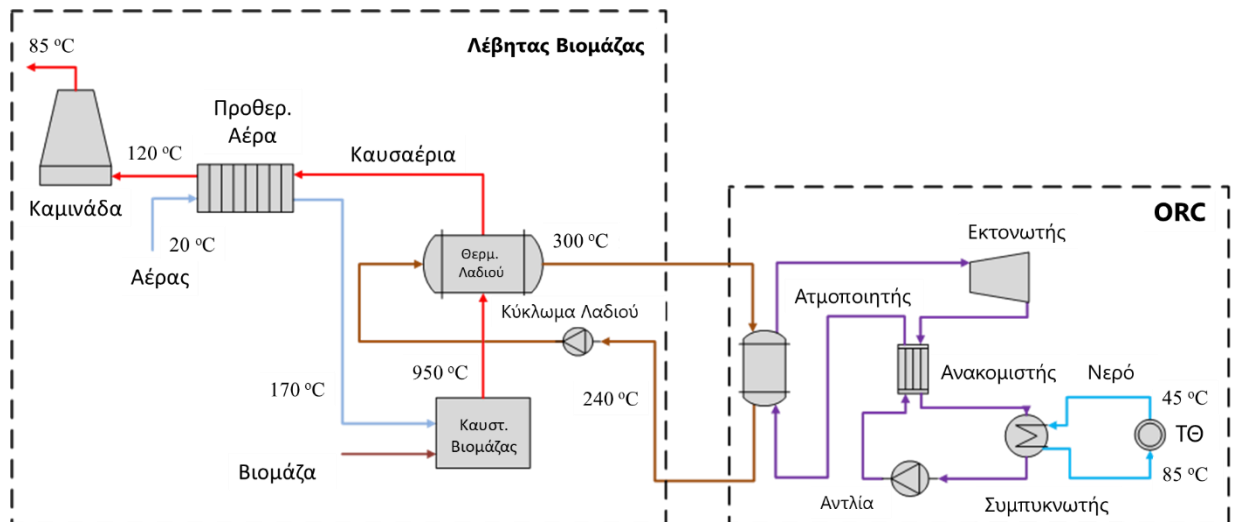 85 °C
Λέβητας Βιομάζας
Προθερ.
Αέρα
120 °C
Καυσαέρια
Καμινάδα
20 °C
Αέρας
Θερμ.
Λαδιού
300 °C
Κύκλωμα Λαδιού
170 °C
950 °C
240 °C
Καυστ.
Βιομάζας
Βιομάζα
ORC
Εκτονωτής
Ατμοποιητής
Ανακομιστής
Νερό
45 °C
ΤΘ
85 °C
Αντλία
Συμπυκνωτής